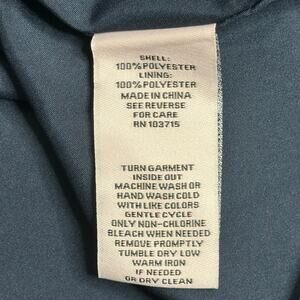 SHELL:
100% POLYESTER
LINING:
100% POLYESTER
MADE IN CHINA
SEE REVERSE
FOR CARE
RN 103715
TURN GARMENT
INSIDE OUT
MACHINE WASH OR
HAND WASH COLD
WITH LIKE COLORS
GENTLE CYCLE
ONLY NON-CHLORINE
BLEACH WHEN NEEDED
REMOVE PROMPTLY
TUMBLE DRY LOW
WARM IRON
IF NEEDED
OR DRY CLEAN